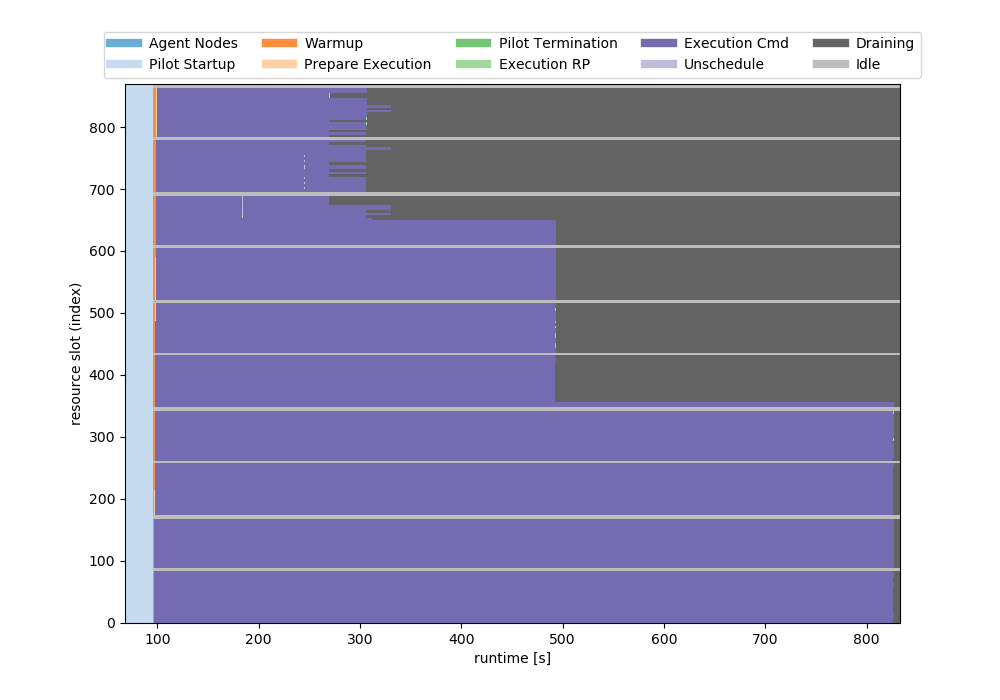 Agent Nodes Warmup Pilot Termination Execution Cmd Draining
Pilot Startup Prepare Execution Execution RP Unschedule Idle
800
700
600
500
400
300
200
100
0
resource slot (index)
100 200 300 400 500 600 700 800
runtime [s]